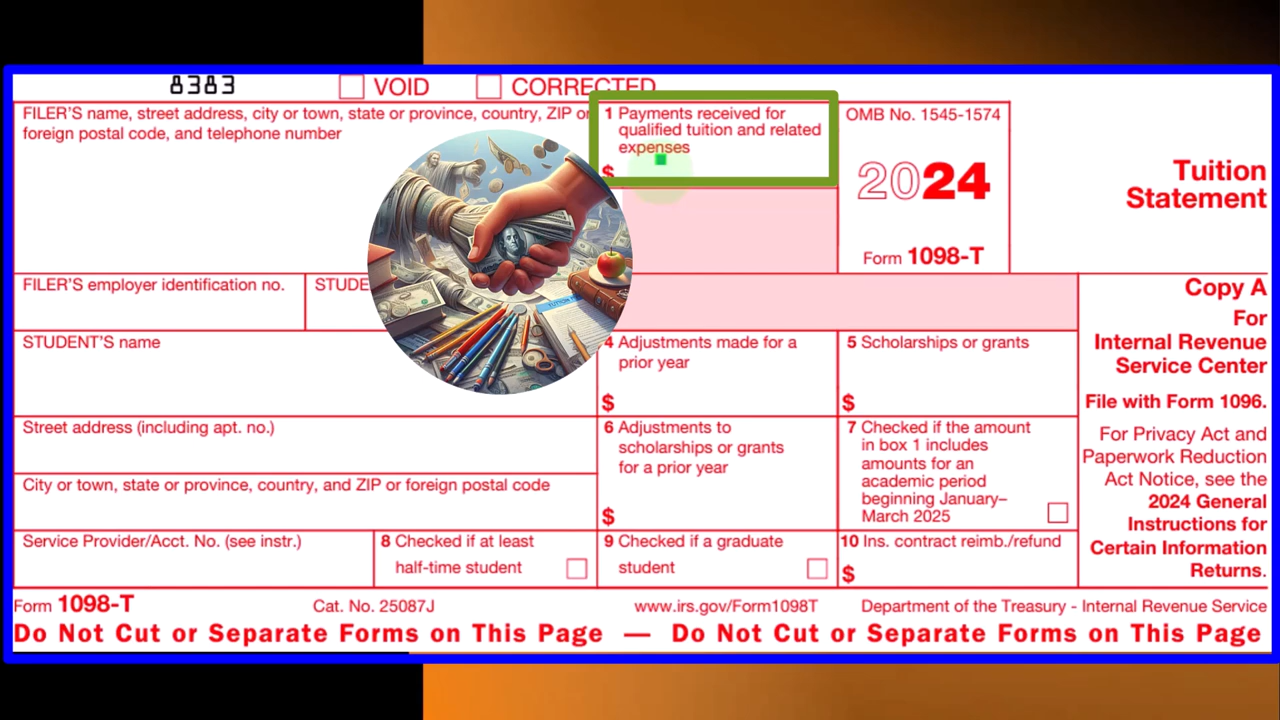 8383
VOID
CORRECTED
FILER'S name, street address, city or town, state or province, country, ZIP or
foreign postal code, and telephone number
1 Payments received for
qualified tuition and related
expenses
$
OMB No. 1545-1574
2024
Form 1098-T
Tuition
Statement
FILER'S employer identification no.
STUDE
Copy A
For
Internal Revenue
Service Center
File with Form 1096.
For Privacy Act and
Paperwork Reduction
Act Notice, see the
2024 General
Instructions for
Certain Information
Returns.
STUDENT'S name
4 Adjustments made for a
prior year
$
5 Scholarships or grants
$
Street address (including apt. no.)
6 Adjustments to
scholarships or grants
for a prior year
$
7 Checked if the amount
in box 1 includes
amounts for an
academic period
beginning January–
March 2025
City or town, state or province, country, and ZIP or foreign postal code
Service Provider/Acct. No. (see instr.)
8 Checked if at least
half-time student
9 Checked if a graduate
student
10 Ins. contract reimb./refund
$
Form 1098-T
Cat. No. 25087J
www.irs.gov/Form1098T
Department of the Treasury - Internal Revenue Service
Do Not Cut or Separate Forms on This Page — Do Not Cut or Separate Forms on This Page